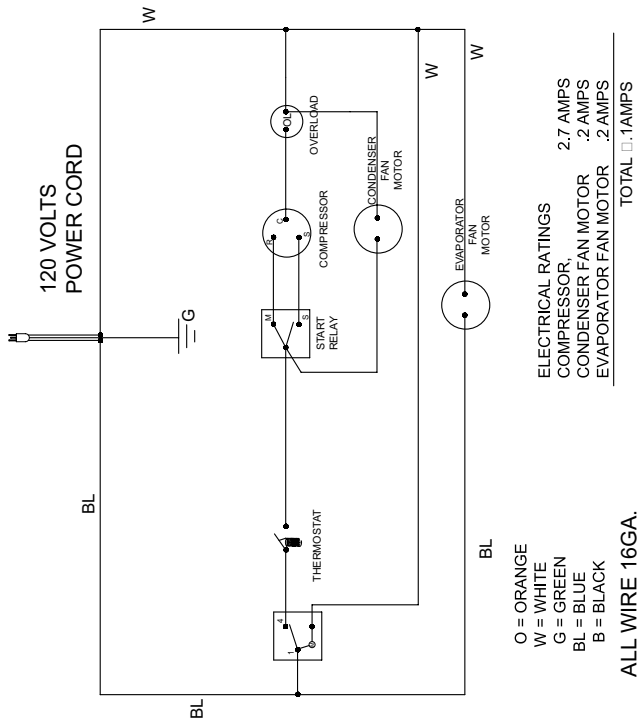 120 VOLTS
POWER CORD
W
BL
G
BL
4
1
THERMOSTAT
M
S
START
RELAY
R
C
S
COMPRESSOR
OL
OVERLOAD
CONDENSER
FAN
MOTOR
W
EVAPORATOR
FAN
MOTOR
W
BL
O = ORANGE
W = WHITE
G = GREEN
BL = BLUE
B = BLACK
ALL WIRE 16GA.
ELECTRICAL RATINGS
COMPRESSOR, 2.7 AMPS
CONDENSER FAN MOTOR .2 AMPS
EVAPORATOR FAN MOTOR .2 AMPS
TOTAL □.1AMPS